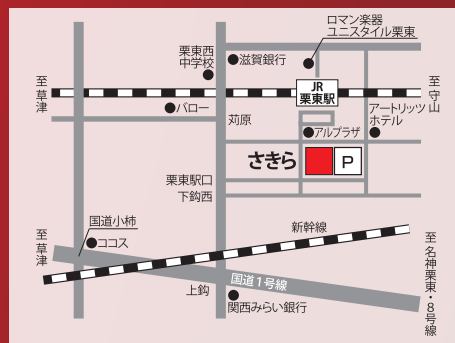 ロマン楽器
ユニスタイル栗東
栗東西
中学校
滋賀銀行
至草津
JR
栗東駅
至守山
バロー
苅原
アートリッツ
ホテル
アルプラザ
さきら
P
栗東駅口
下鈎西
国道小柿
新幹線
至草津
ココス
至名神栗東・8号線
国道1号線
上鈎
関西みらい銀行